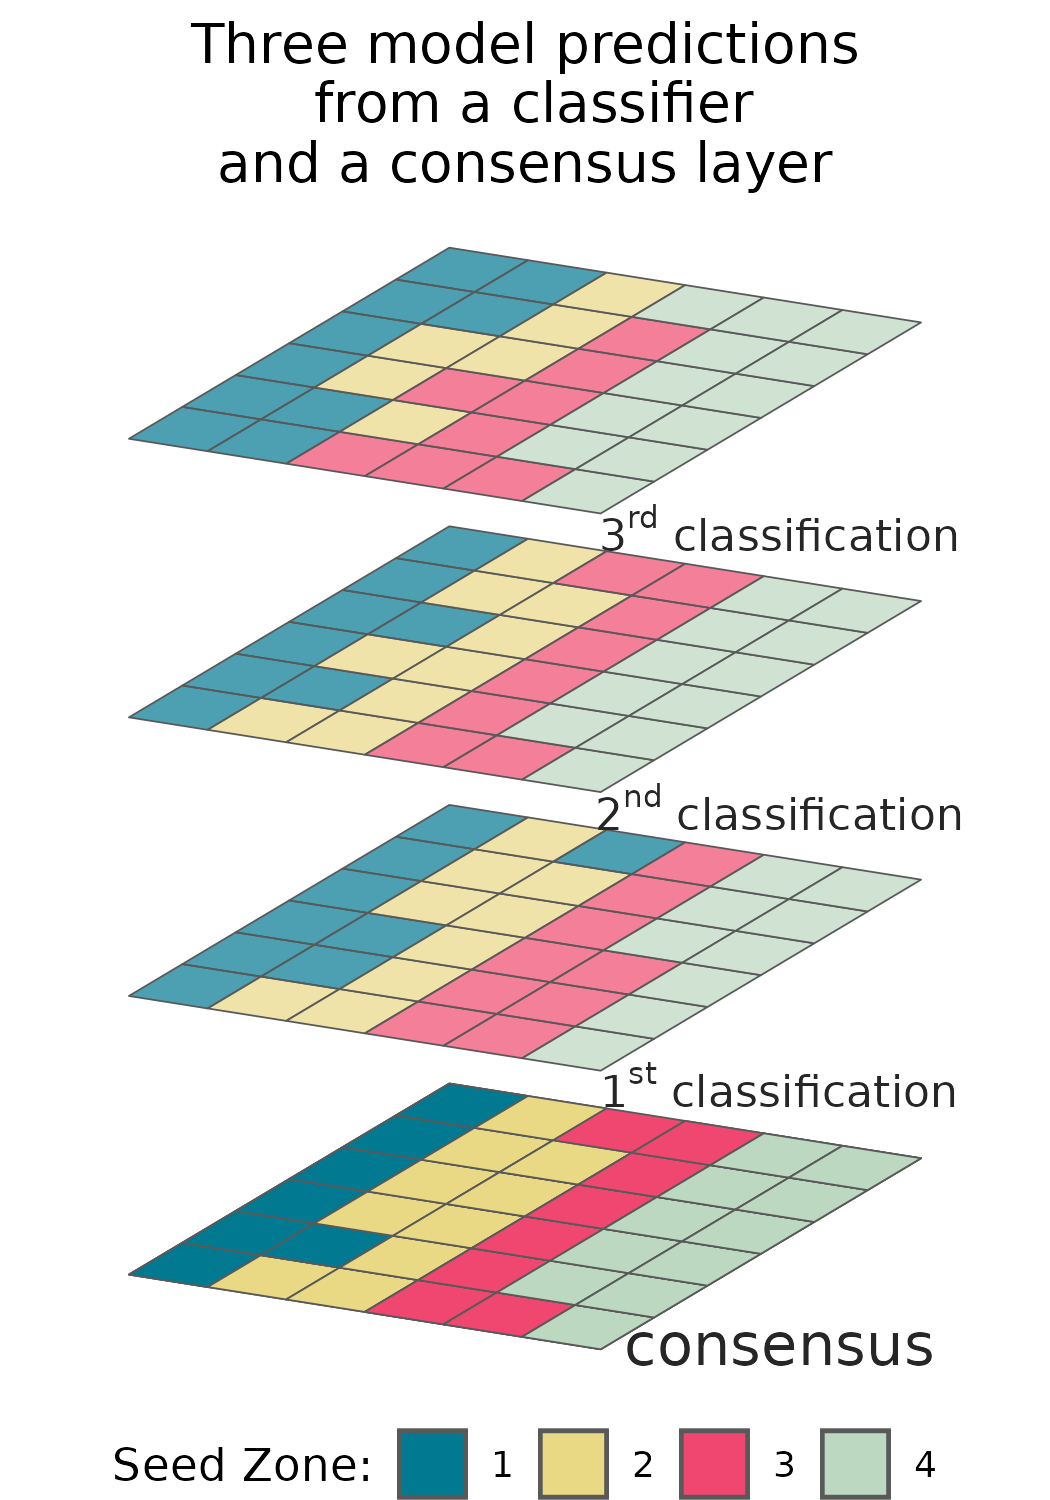 Three model predictions
from a classifier
and a consensus layer
3rd classification
2nd classification
1st classification
consensus
Seed Zone: 1 2 3 4